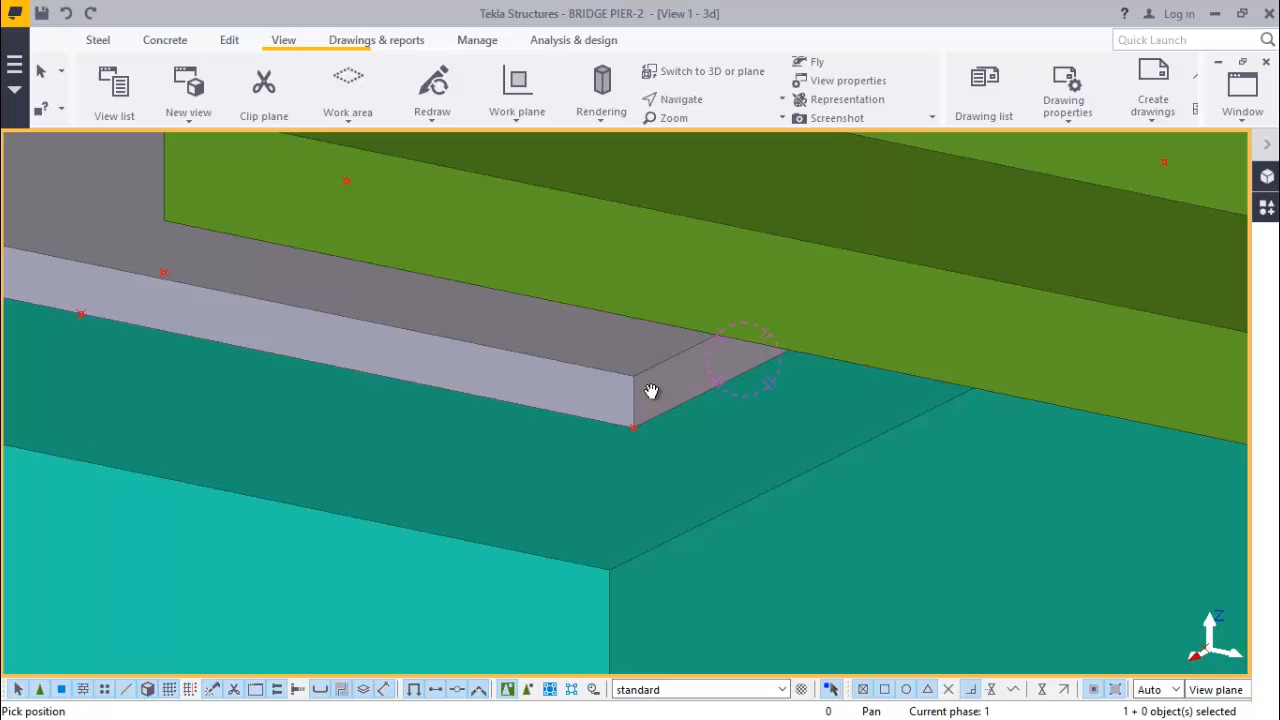 Tekla Structures - BRIDGE PIER-2 - [View 1 - 3d]
? Log in
Steel Concrete Edit View Drawings & reports Manage Analysis & design Quick Launch
View list
New view
Clip plane
Work area
Redraw
Work plane
Rendering
Switch to 3D or plane
Navigate
Zoom
Fly
View properties
Representation
Screenshot
Drawing list
Drawing
properties
Create
drawings
Window
Z
standard Auto View plane
Pick position 0 Pan Current phase: 1 1 + 0 object(s) selected